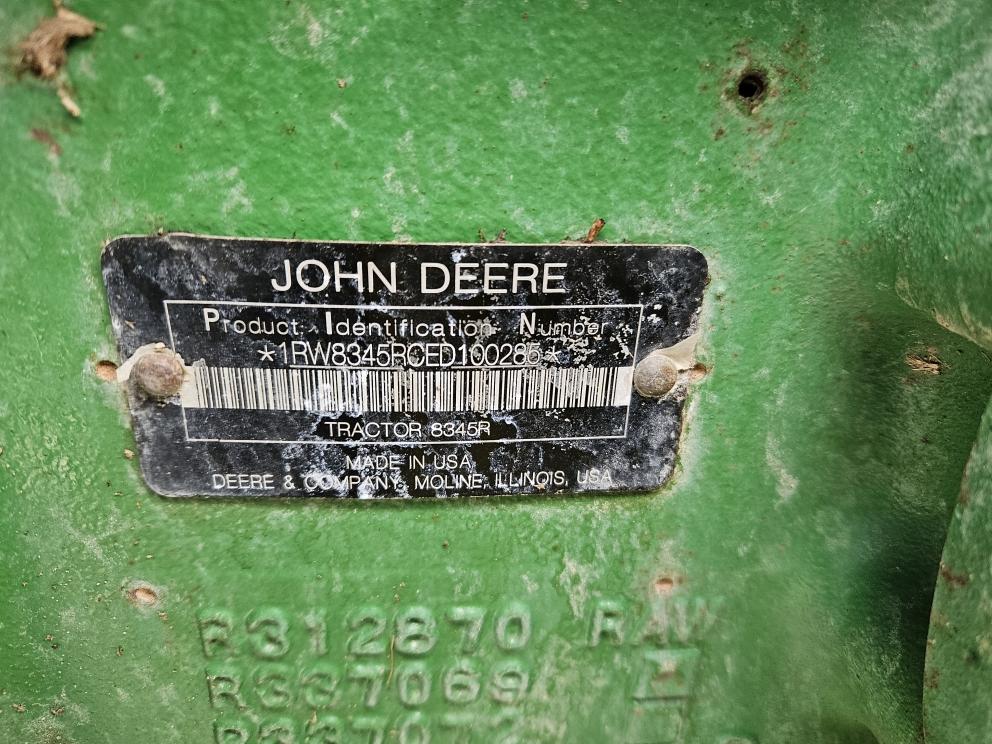 JOHN DEERE
Product Identification Number
*1RW8345RCED100285*
TRACTOR 8345R
MADE IN USA
DEERE & COMPANY MOLINE, ILLINOIS, USA
R312870 RAW
R337069